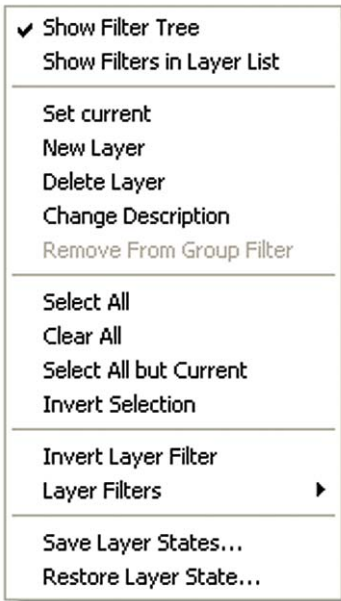 Show Filter Tree
Show Filters in Layer List
Set current
New Layer
Delete Layer
Change Description
Remove From Group Filter
Select All
Clear All
Select All but Current
Invert Selection
Invert Layer Filter
Layer Filters
Save Layer States...
Restore Layer State...